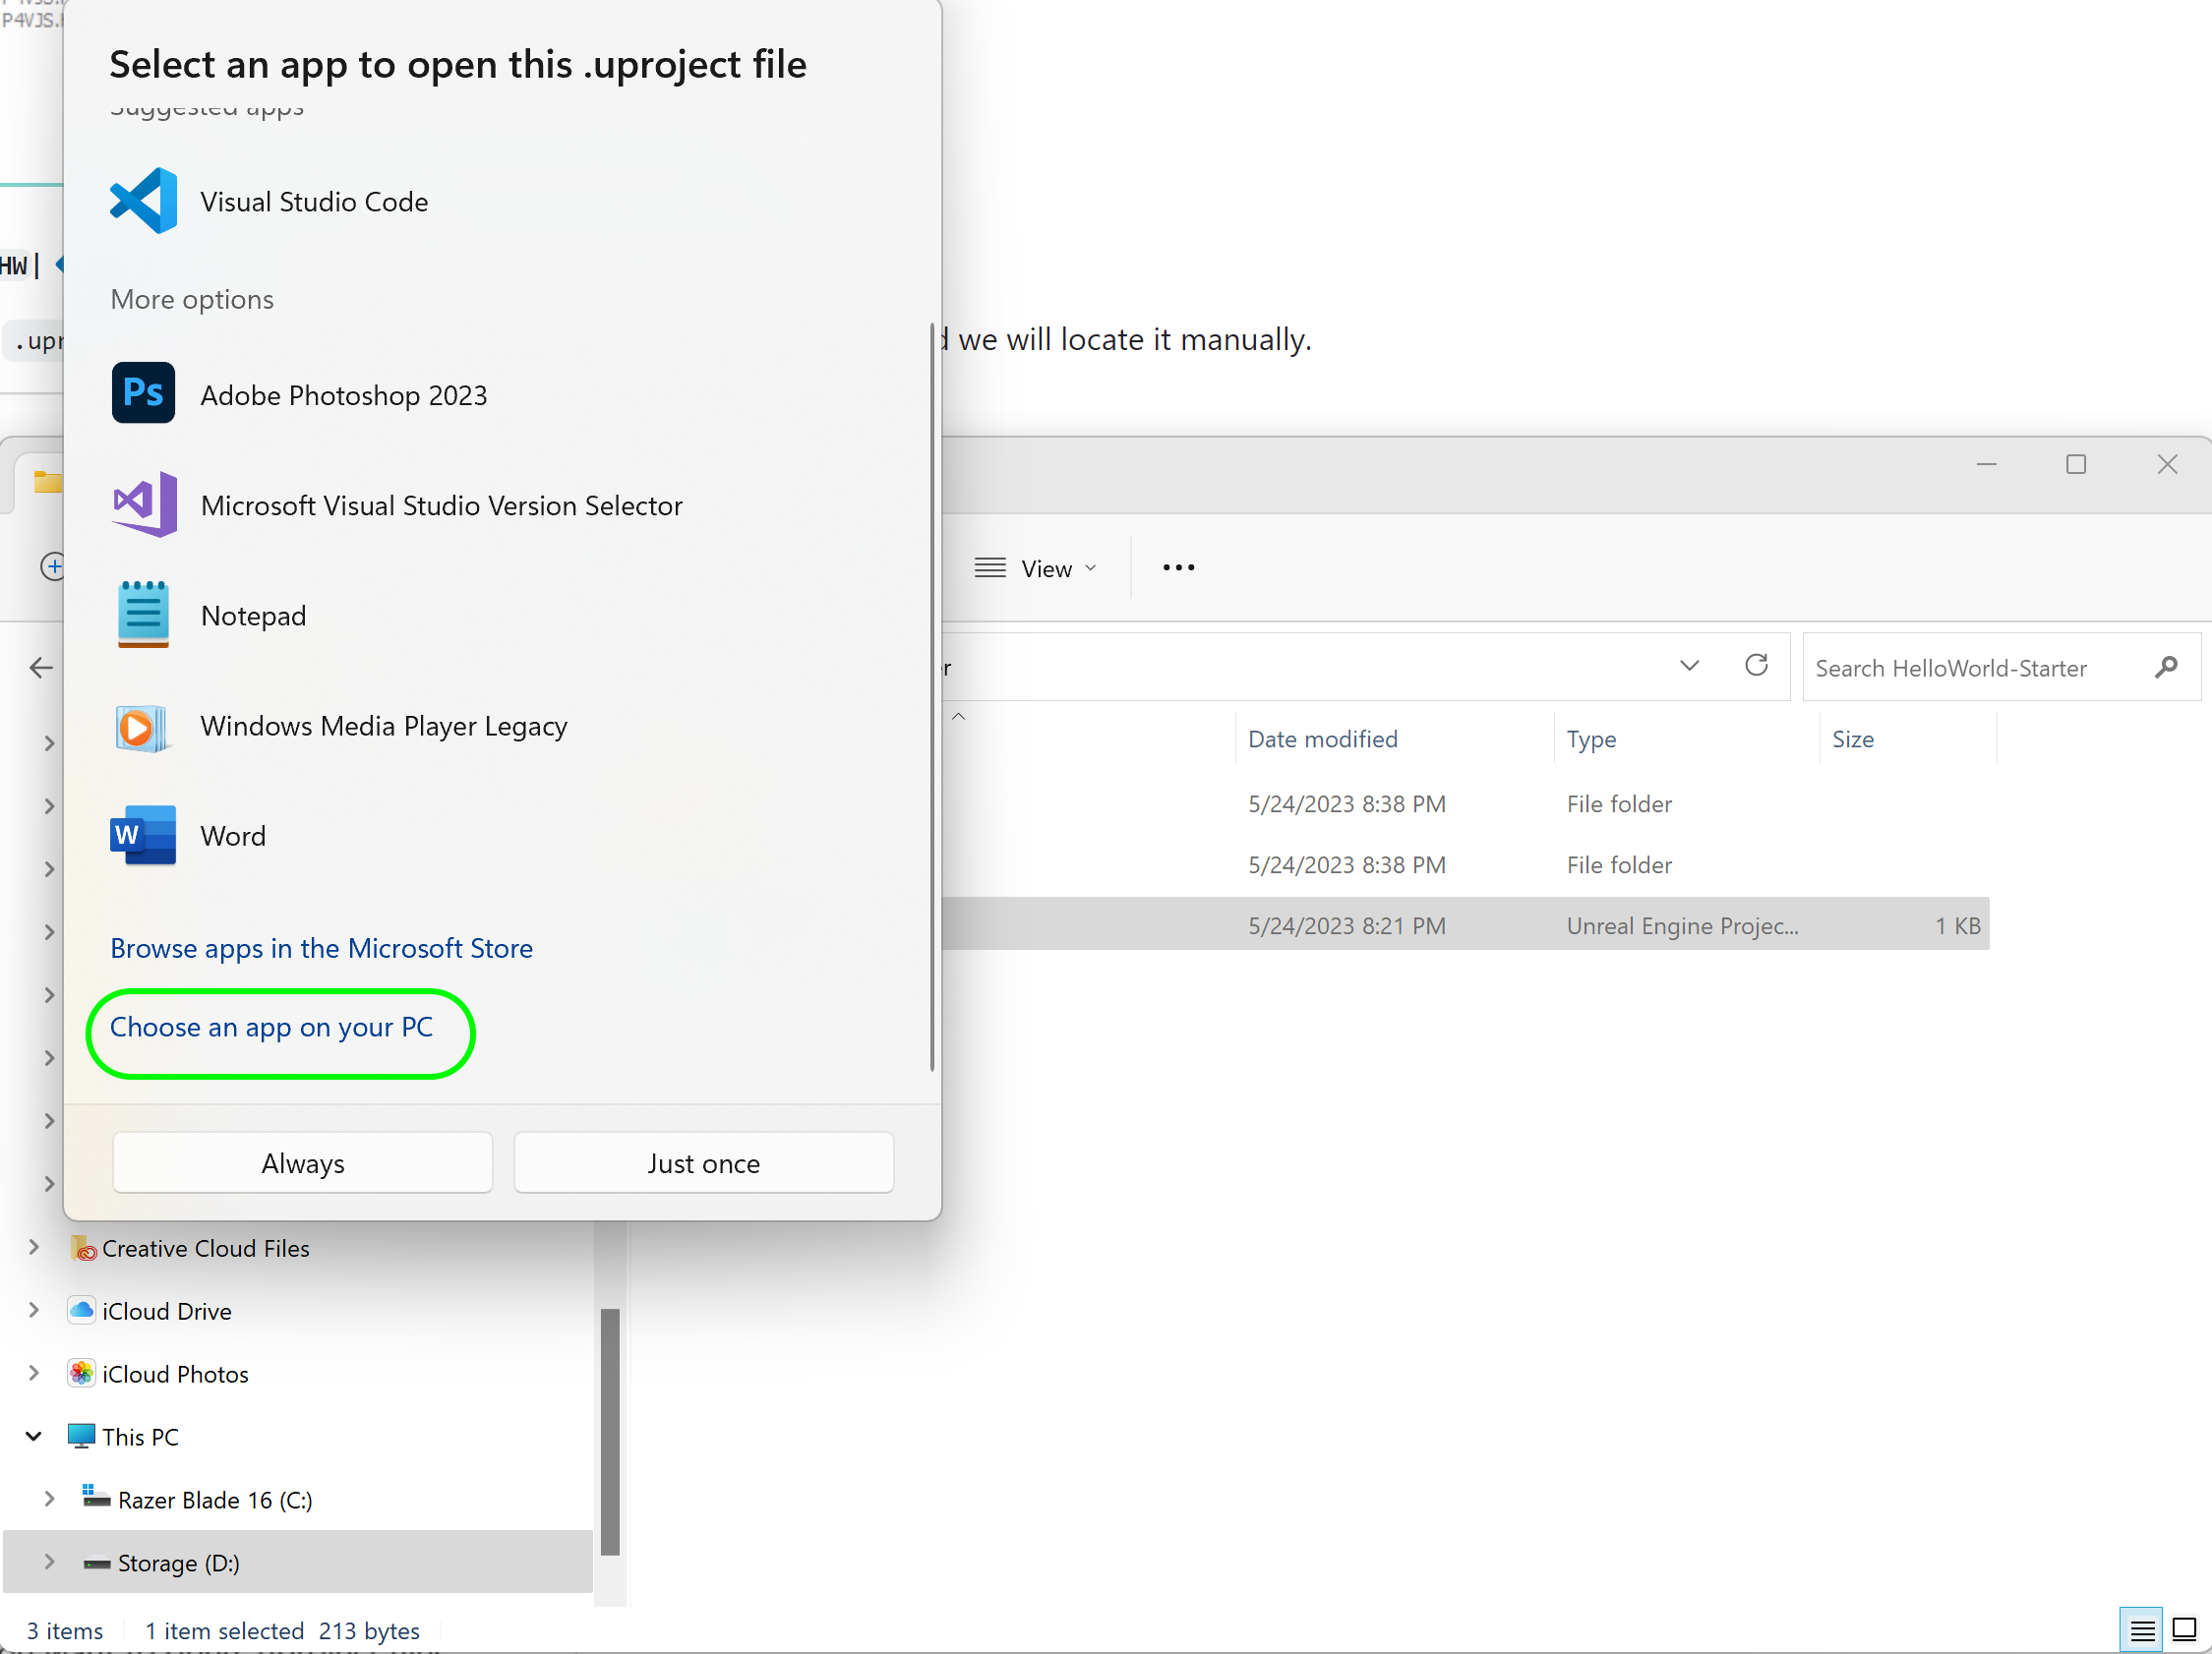 P4VJS.
Select an app to open this .uproject file
Suggested apps
Visual Studio Code
HW|
More options
.upr
we will locate it manually.
Ps Adobe Photoshop 2023
Microsoft Visual Studio Version Selector
View
Notepad
r
Search HelloWorld-Starter
Windows Media Player Legacy
Date modified Type Size
5/24/2023 8:38 PM File folder
W Word
5/24/2023 8:38 PM File folder
5/24/2023 8:21 PM Unreal Engine Projec... 1 KB
Browse apps in the Microsoft Store
Choose an app on your PC
Always Just once
Creative Cloud Files
iCloud Drive
iCloud Photos
This PC
Razer Blade 16 (C:)
Storage (D:)
3 items 1 item selected 213 bytes